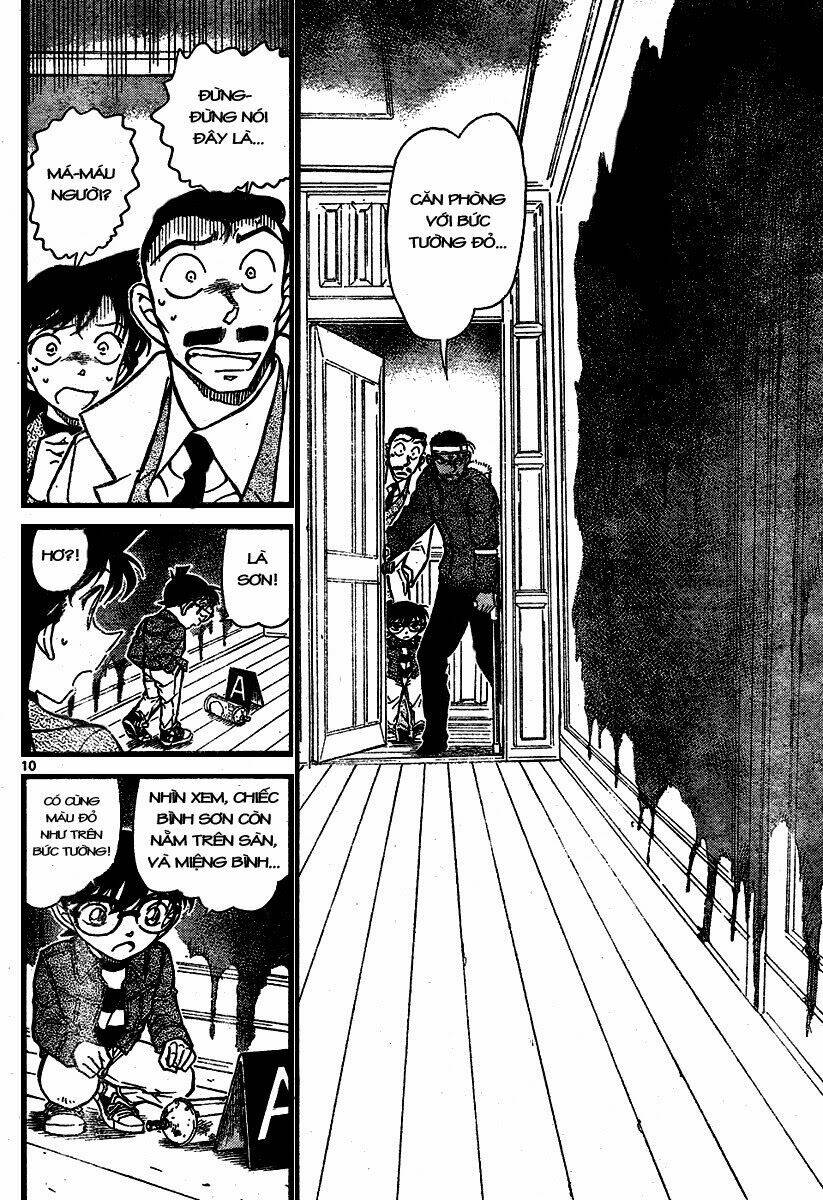 CĂN PHÒNG
VỚI BỨC
TƯỜNG ĐỎ...
ĐỪNG-
ĐỪNG NÓI
ĐÂY LÀ...
MÁ-MÁU
NGƯỜI?
LÀ
SƠN!
HƠ?!
A
10
NHÌN XEM, CHIẾC
BÌNH SƠN CÒN
NẰM TRÊN SÀN,
VÀ MIỆNG BÌNH...
CÓ CÙNG
MÀU ĐỎ
NHƯ TRÊN
BỨC TƯỜNG!
A